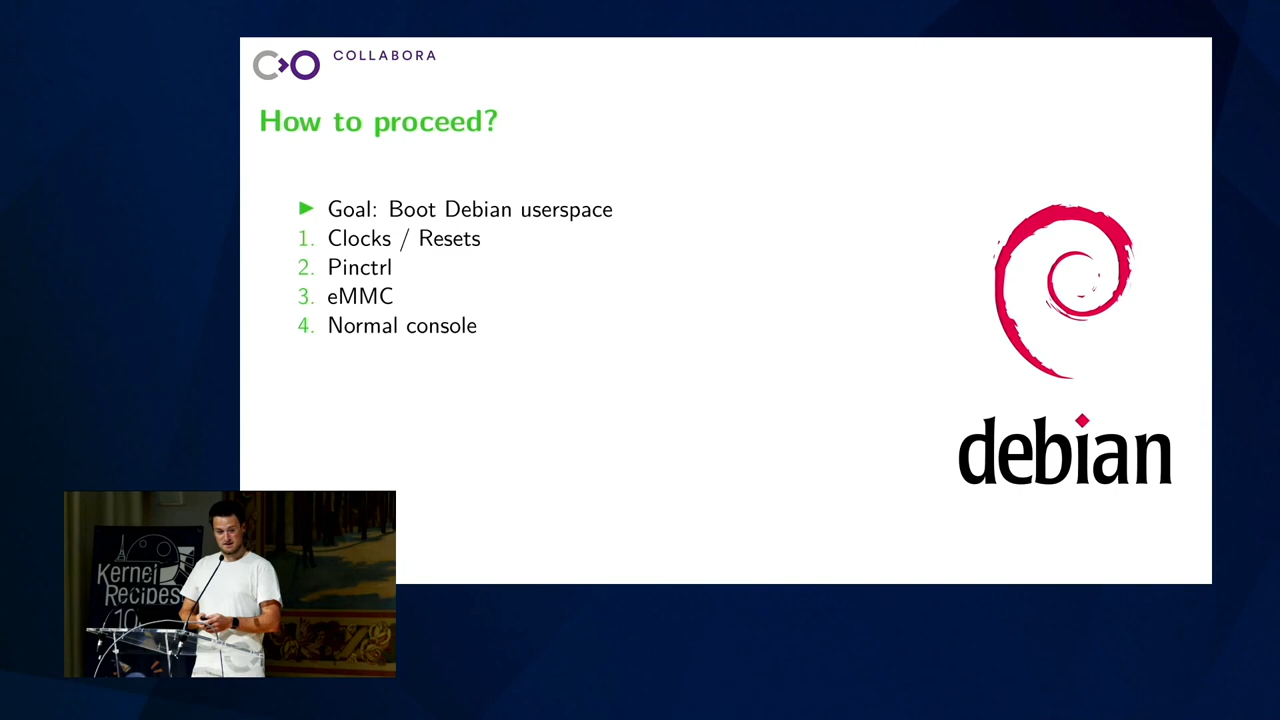 COLLABORA
How to proceed?
Goal: Boot Debian userspace
1. Clocks / Resets
2. Pinctrl
3. eMMC
4. Normal console
debian
Kernel
Recipes
10